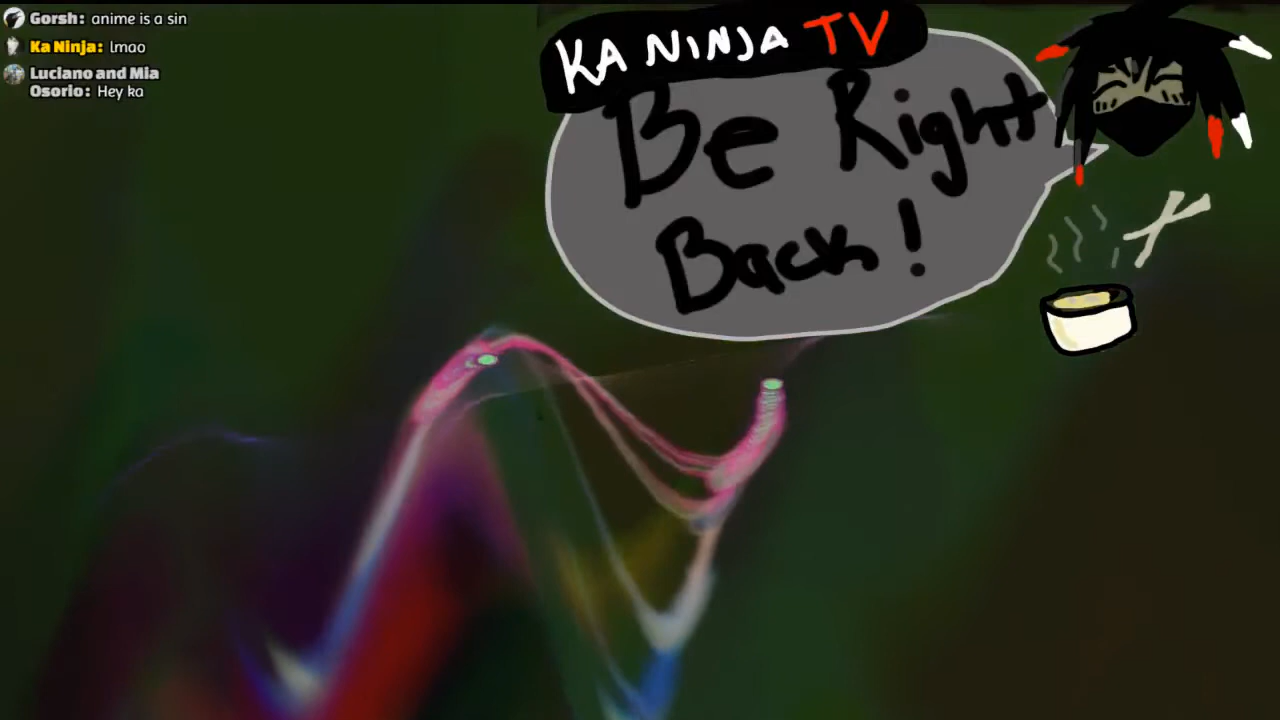 Gorsh: anime is a sin
Ka Ninja: lmao
Luciano and Mia
Osorio: Hey ka
KA NINJA TV
Be Right
Back!